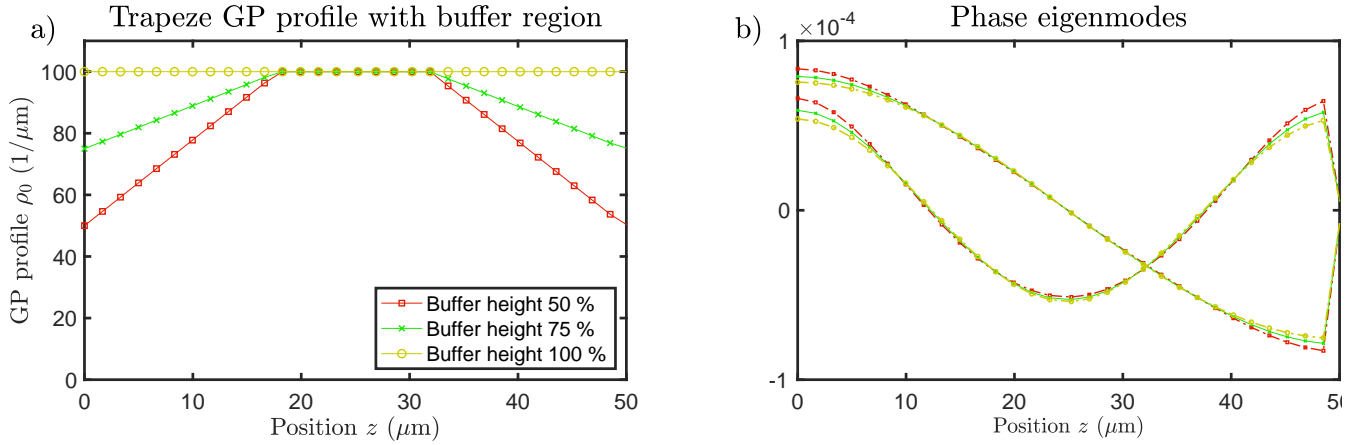 a)
Trapeze GP profile with buffer region
GP profile ρ₀ (1/μm)
100
80
60
40
20
0
Buffer height 50 %
Buffer height 75 %
Buffer height 100 %
0 10 20 30 40 50
Position z (μm)
b)
Phase eigenmodes
×10⁻⁴
1
0
-1
0 10 20 30 40 50
Position z (μm)